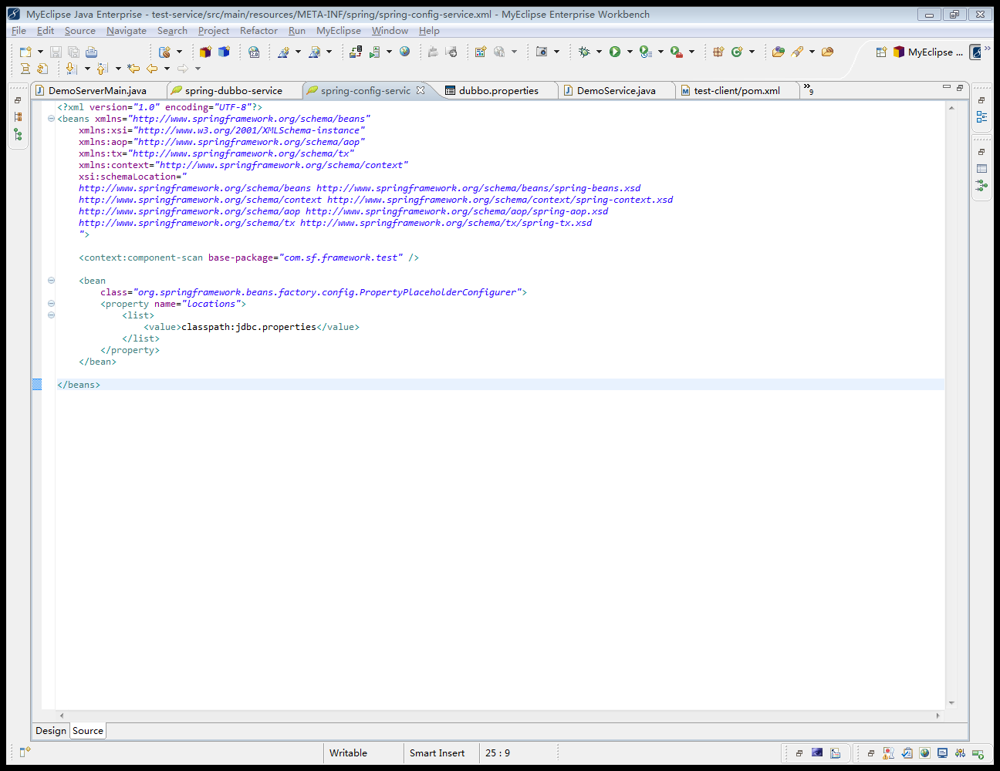 MyEclipse Java Enterprise - test-service/src/main/resources/META-INF/spring/spring-config-service.xml - MyEclipse Enterprise Workbench
File Edit Source Navigate Search Project Refactor Run MyEclipse Window Help
MyEclipse ...
DemoServerMain.java spring-dubbo-service spring-config-servic dubbo.properties DemoService.java test-client/pom.xml 9
<?xml version="1.0" encoding="UTF-8"?>
<beans xmlns="http://www.springframework.org/schema/beans"
xmlns:xsi="http://www.w3.org/2001/XMLSchema-instance"
xmlns:aop="http://www.springframework.org/schema/aop"
xmlns:tx="http://www.springframework.org/schema/tx"
xmlns:context="http://www.springframework.org/schema/context"
xsi:schemaLocation="
http://www.springframework.org/schema/beans http://www.springframework.org/schema/beans/spring-beans.xsd
http://www.springframework.org/schema/context http://www.springframework.org/schema/context/spring-context.xsd
http://www.springframework.org/schema/aop http://www.springframework.org/schema/aop/spring-aop.xsd
http://www.springframework.org/schema/tx http://www.springframework.org/schema/tx/spring-tx.xsd
">
<context:component-scan base-package="com.sf.framework.test" />
<bean
class="org.springframework.beans.factory.config.PropertyPlaceholderConfigurer">
<property name="locations">
<list>
<value>classpath:jdbc.properties</value>
</list>
</property>
</bean>
</beans>
Design Source
Writable Smart Insert 25 : 9